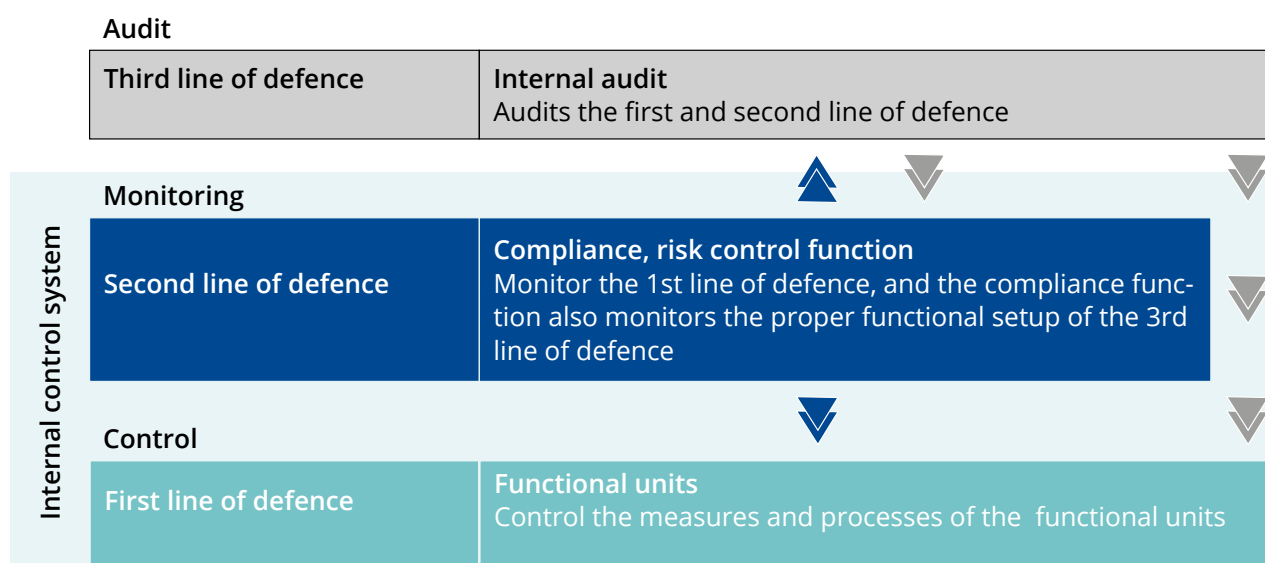 Audit
Third line of defence
Internal audit
Audits the first and second line of defence
Internal control system
Monitoring
Second line of defence
Compliance, risk control function
Monitor the 1st line of defence, and the compliance func-
tion also monitors the proper functional setup of the 3rd
line of defence
Control
First line of defence
Functional units
Control the measures and processes of the functional units